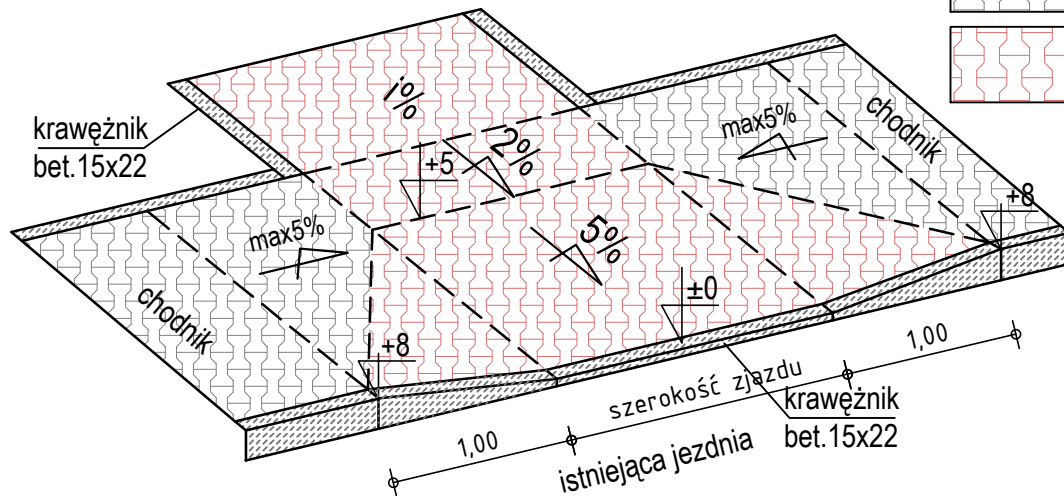 i%
krawężnik
bet.15x22
2%
+5
max5%
chodnik
+8
max5%
5%
chodnik
±0
+8
1,00
szerokość zjazdu
krawężnik
bet.15x22
1,00
istniejąca jezdnia